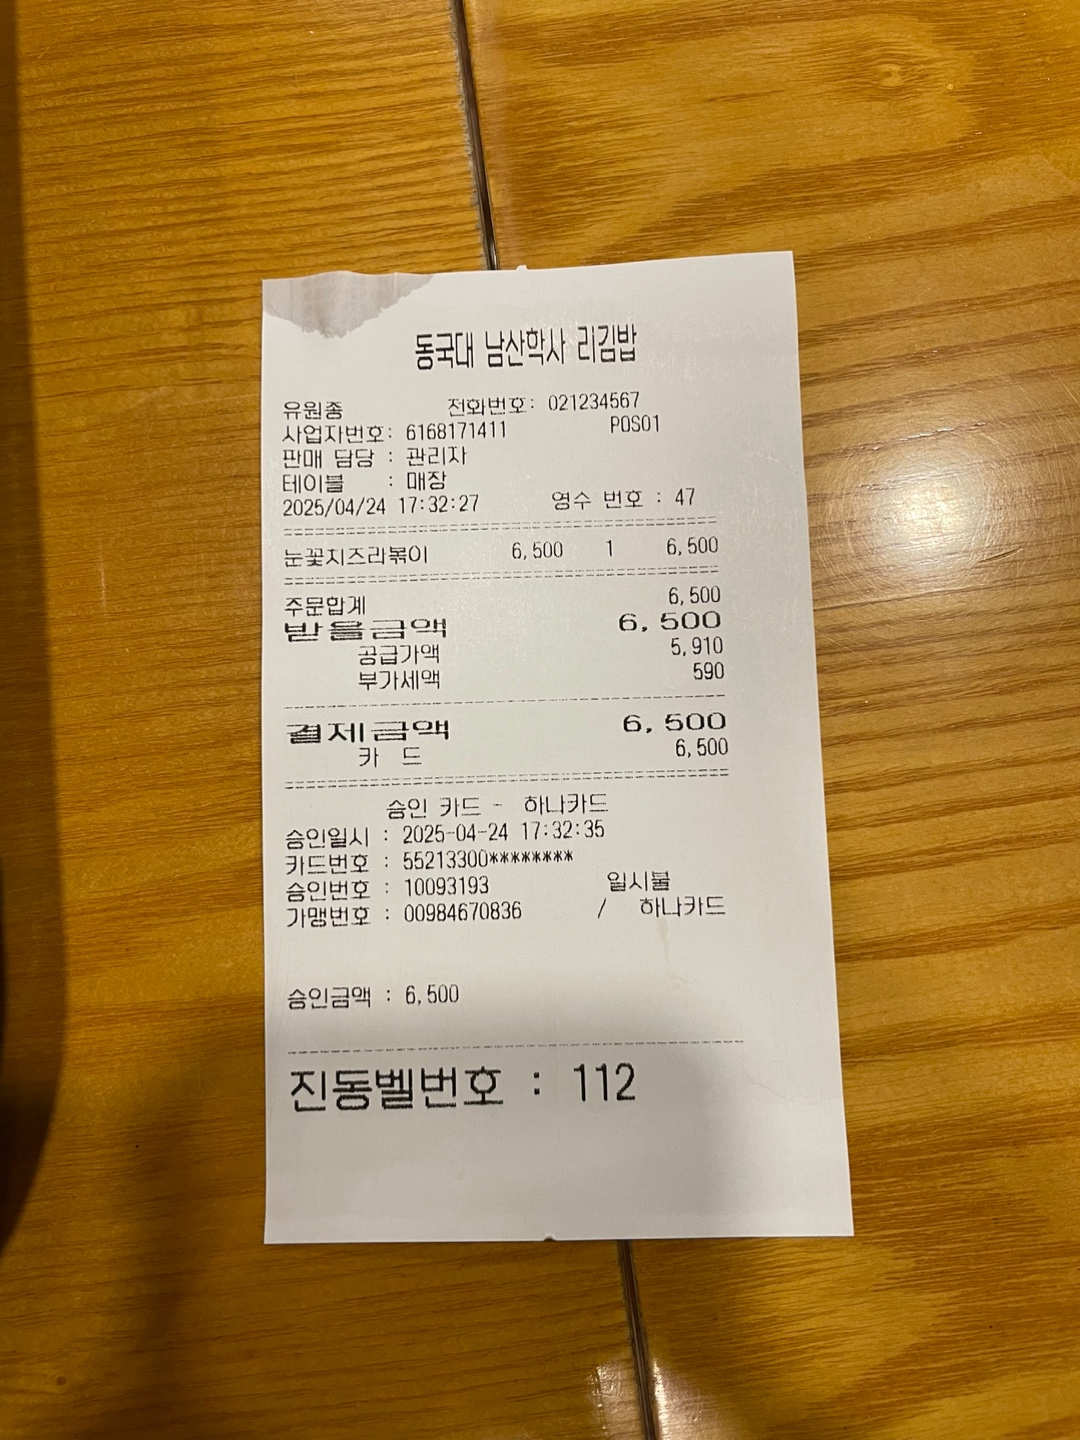 동국대 남산학사 리김밥
유원종 전화번호: 021234567
사업자번호: 6168171411 POS01
판매 담당 : 관리자
테이블 : 매장
2025/04/24 17:32:27 영수 번호 : 47
눈꽃치즈라볶이 6,500 1 6,500
주문합계 6,500
받을금액 6,500
공급가액 5,910
부가세액 590
결제금액 6,500
카 드 6,500
승인 카드 - 하나카드
승인일시 : 2025-04-24 17:32:35
카드번호 : 55213300********
승인번호 : 10093193 일시불
가맹번호 : 00984670836 / 하나카드
승인금액 : 6,500
진동벨번호 : 112